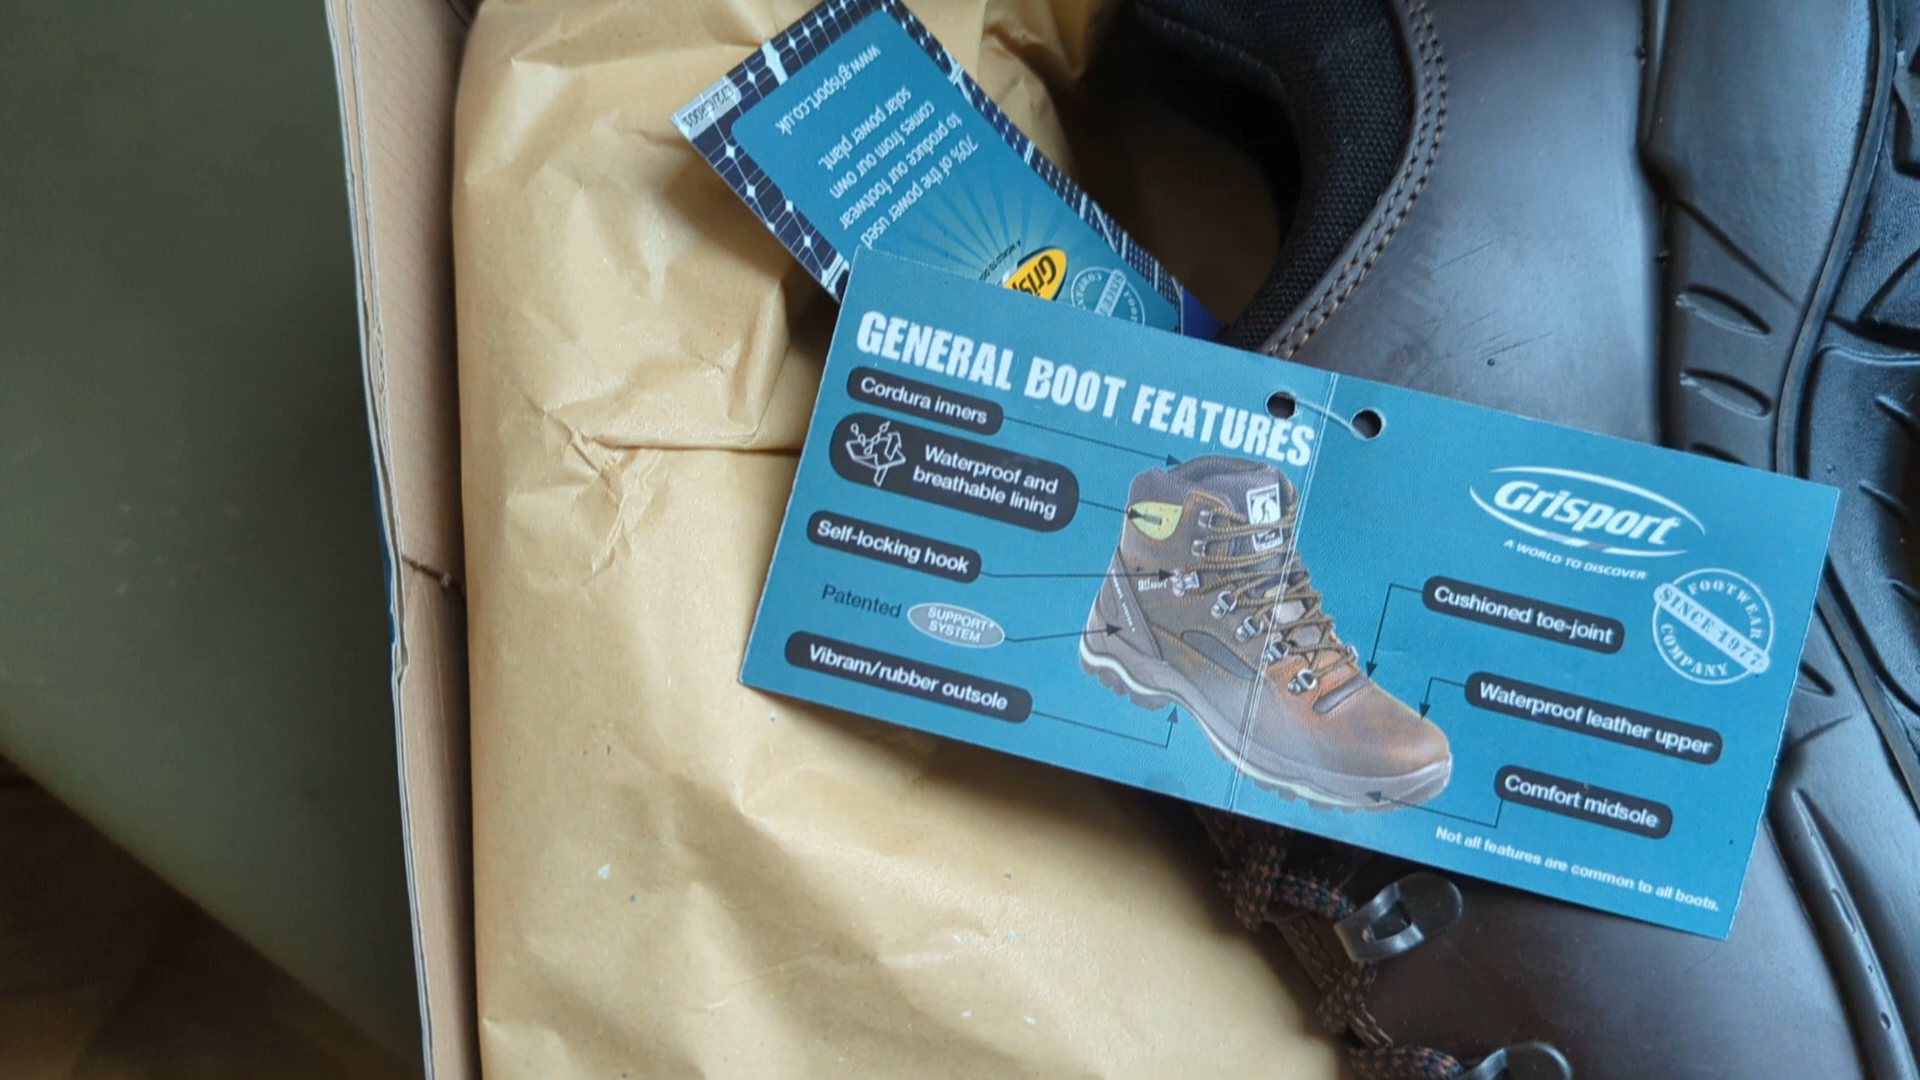 www.grisport.co.uk
70% of the power used
to produce our footwear
comes from our own
solar power plant.
GENERAL BOOT FEATURES
Cordura inners
Waterproof and
breathable lining
Self-locking hook
Patented
SUPPORT
SYSTEM
Vibram/rubber outsole
Grisport
A WORLD TO DISCOVER
FOOTWEAR
SINCE 1977
COMPANY
Cushioned toe-joint
Waterproof leather upper
Comfort midsole
Not all features are common to all boots.